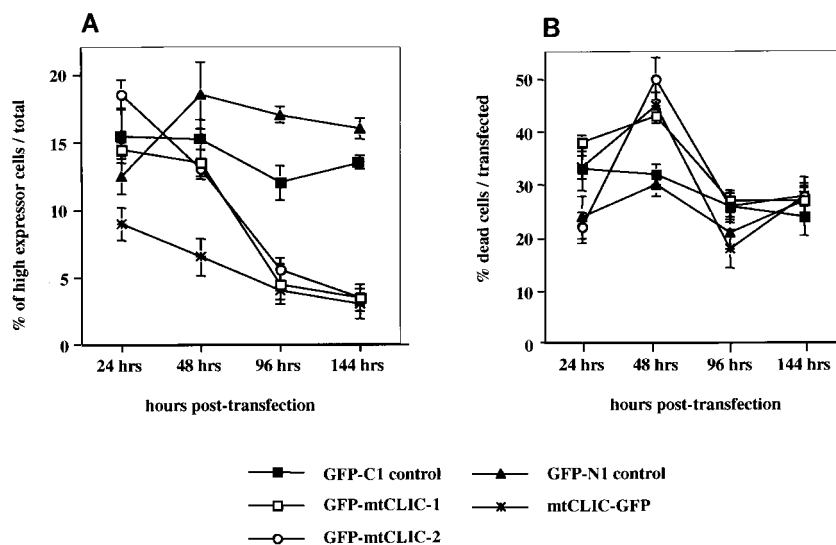 A
% of high expressor cells / total
20
15
10
5
0
24 hrs 48 hrs 96 hrs 144 hrs
hours post-transfection
B
% dead cells / transfected
50
40
30
20
10
0
24 hrs 48 hrs 96 hrs 144 hrs
hours post-transfection
GFP-C1 control
GFP-mtCLIC-1
GFP-mtCLIC-2
GFP-N1 control
mtCLIC-GFP